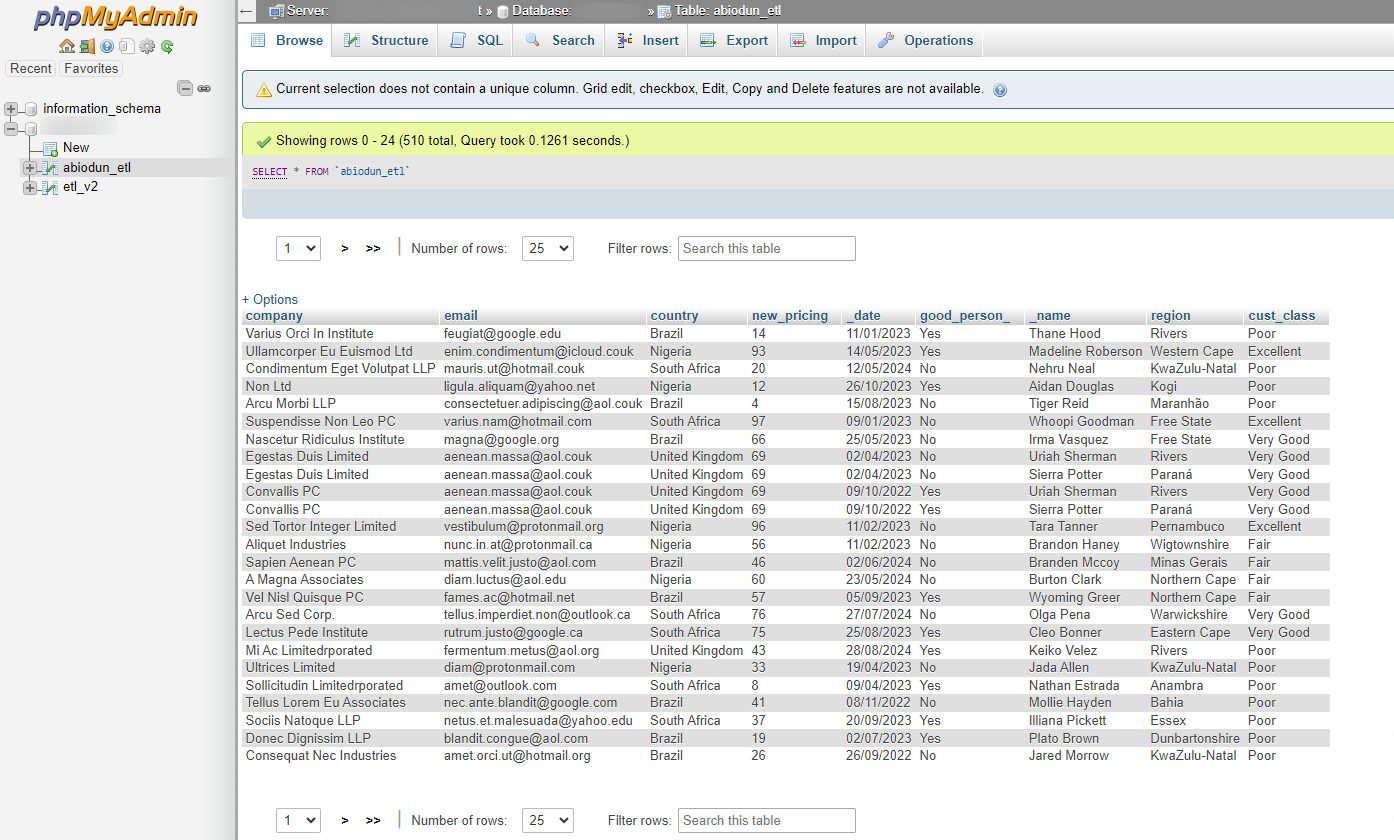 phpMyAdmin
Recent Favorites
information_schema
New
abiodun_etl
etl_v2
Server: t » Database: » Table: abiodun_etl
Browse Structure SQL Search Insert Export Import Operations
Current selection does not contain a unique column. Grid edit, checkbox, Edit, Copy and Delete features are not available.
Showing rows 0 - 24 (510 total, Query took 0.1261 seconds.)
SELECT * FROM `abiodun_etl`
1 > >> | Number of rows: 25 Filter rows: Search this table
+ Options
company email country new_pricing _date good_person_ _name region cust_class
Varius Orci In Institute feugiat@google.edu Brazil 14 11/01/2023 Yes Thane Hood Rivers Poor
Ullamcorper Eu Euismod Ltd enim.condimentum@icloud.couk Nigeria 93 14/05/2023 Yes Madeline Roberson Western Cape Excellent
Condimentum Eget Volutpat LLP mauris.ut@hotmail.couk South Africa 20 12/05/2024 No Nehru Neal KwaZulu-Natal Poor
Non Ltd ligula.aliquam@yahoo.net Nigeria 12 26/10/2023 Yes Aidan Douglas Kogi Poor
Arcu Morbi LLP consectetuer.adipiscing@aol.couk Brazil 4 15/08/2023 No Tiger Reid Maranhão Poor
Suspendisse Non Leo PC varius.nam@hotmail.com South Africa 97 09/01/2023 No Whoopi Goodman Free State Excellent
Nascetur Ridiculus Institute magna@google.org Brazil 66 25/05/2023 No Irma Vasquez Free State Very Good
Egestas Duis Limited aenean.massa@aol.couk United Kingdom 69 02/04/2023 No Uriah Sherman Rivers Very Good
Egestas Duis Limited aenean.massa@aol.couk United Kingdom 69 02/04/2023 No Sierra Potter Paraná Very Good
Convallis PC aenean.massa@aol.couk United Kingdom 69 09/10/2022 Yes Uriah Sherman Rivers Very Good
Convallis PC aenean.massa@aol.couk United Kingdom 69 09/10/2022 Yes Sierra Potter Paraná Very Good
Sed Tortor Integer Limited vestibulum@protonmail.org Nigeria 96 11/02/2023 No Tara Tanner Pernambuco Excellent
Aliquet Industries nunc.in.at@protonmail.ca Nigeria 56 11/02/2023 No Brandon Haney Wigtownshire Fair
Sapien Aenean PC mattis.velit.justo@aol.com Brazil 46 02/06/2024 No Branden Mccoy Minas Gerais Fair
A Magna Associates diam.luctus@aol.edu Nigeria 60 23/05/2024 No Burton Clark Northern Cape Fair
Vel Nisl Quisque PC fames.ac@hotmail.net Brazil 57 05/09/2023 Yes Wyoming Greer Northern Cape Fair
Arcu Sed Corp. tellus.imperdiet.non@outlook.ca South Africa 76 27/07/2024 No Olga Pena Warwickshire Very Good
Lectus Pede Institute rutrum.justo@google.ca South Africa 75 25/08/2023 Yes Cleo Bonner Eastern Cape Very Good
Mi Ac Limitedrporated fermentum.metus@aol.org United Kingdom 43 28/08/2024 Yes Keiko Velez Rivers Poor
Ultrices Limited diam@protonmail.com Nigeria 33 19/04/2023 No Jada Allen KwaZulu-Natal Poor
Sollicitudin Limitedrporated amet@outlook.com South Africa 8 09/04/2023 Yes Nathan Estrada Anambra Poor
Tellus Lorem Eu Associates nec.ante.blandit@google.com Brazil 41 08/11/2022 No Mollie Hayden Bahia Poor
Sociis Natoque LLP netus.et.malesuada@yahoo.edu South Africa 37 20/09/2023 Yes Illiana Pickett Essex Poor
Donec Dignissim LLP blandit.congue@aol.com Brazil 19 02/07/2023 Yes Plato Brown Dunbartonshire Poor
Consequat Nec Industries amet.orci.ut@hotmail.org Brazil 26 26/09/2022 No Jared Morrow KwaZulu-Natal Poor
1 > >> | Number of rows: 25 Filter rows: Search this table